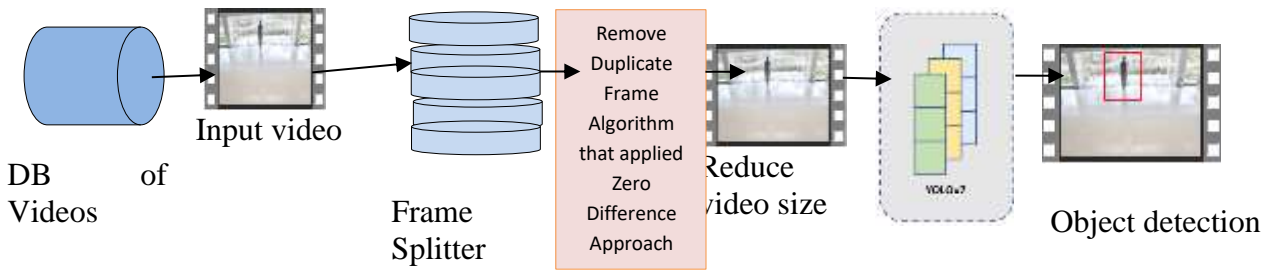 DB of
Videos
Input video
Frame
Splitter
Remove
Duplicate
Frame
Algorithm
that applied
Zero
Difference
Approach
Reduce
video size
YOLOv7
Object detection